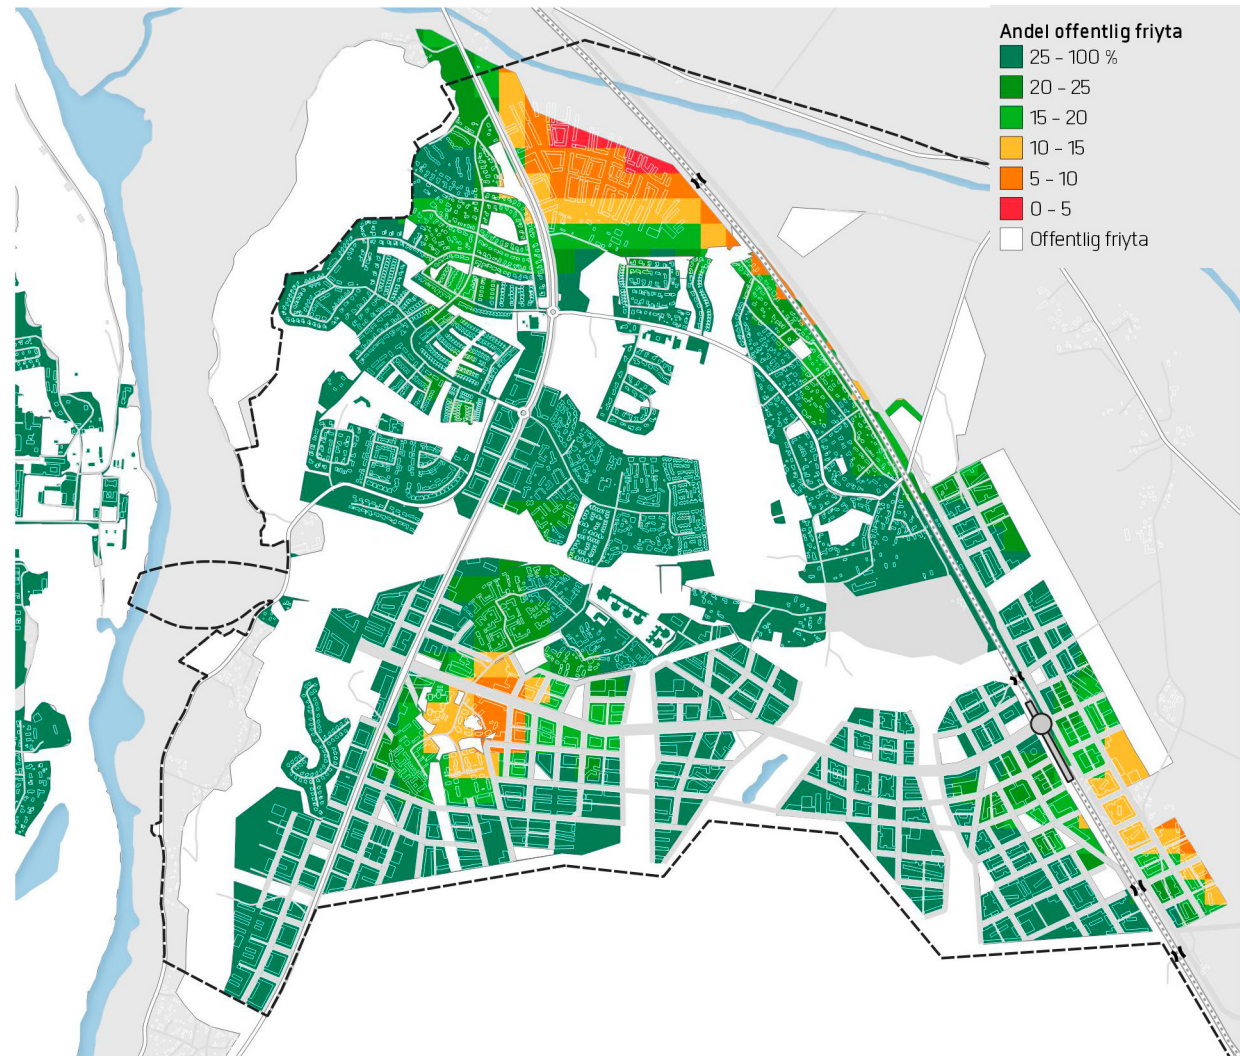 Andel offentlig friyta
25 – 100 %
20 – 25
15 – 20
10 – 15
5 – 10
0 – 5
Offentlig friyta